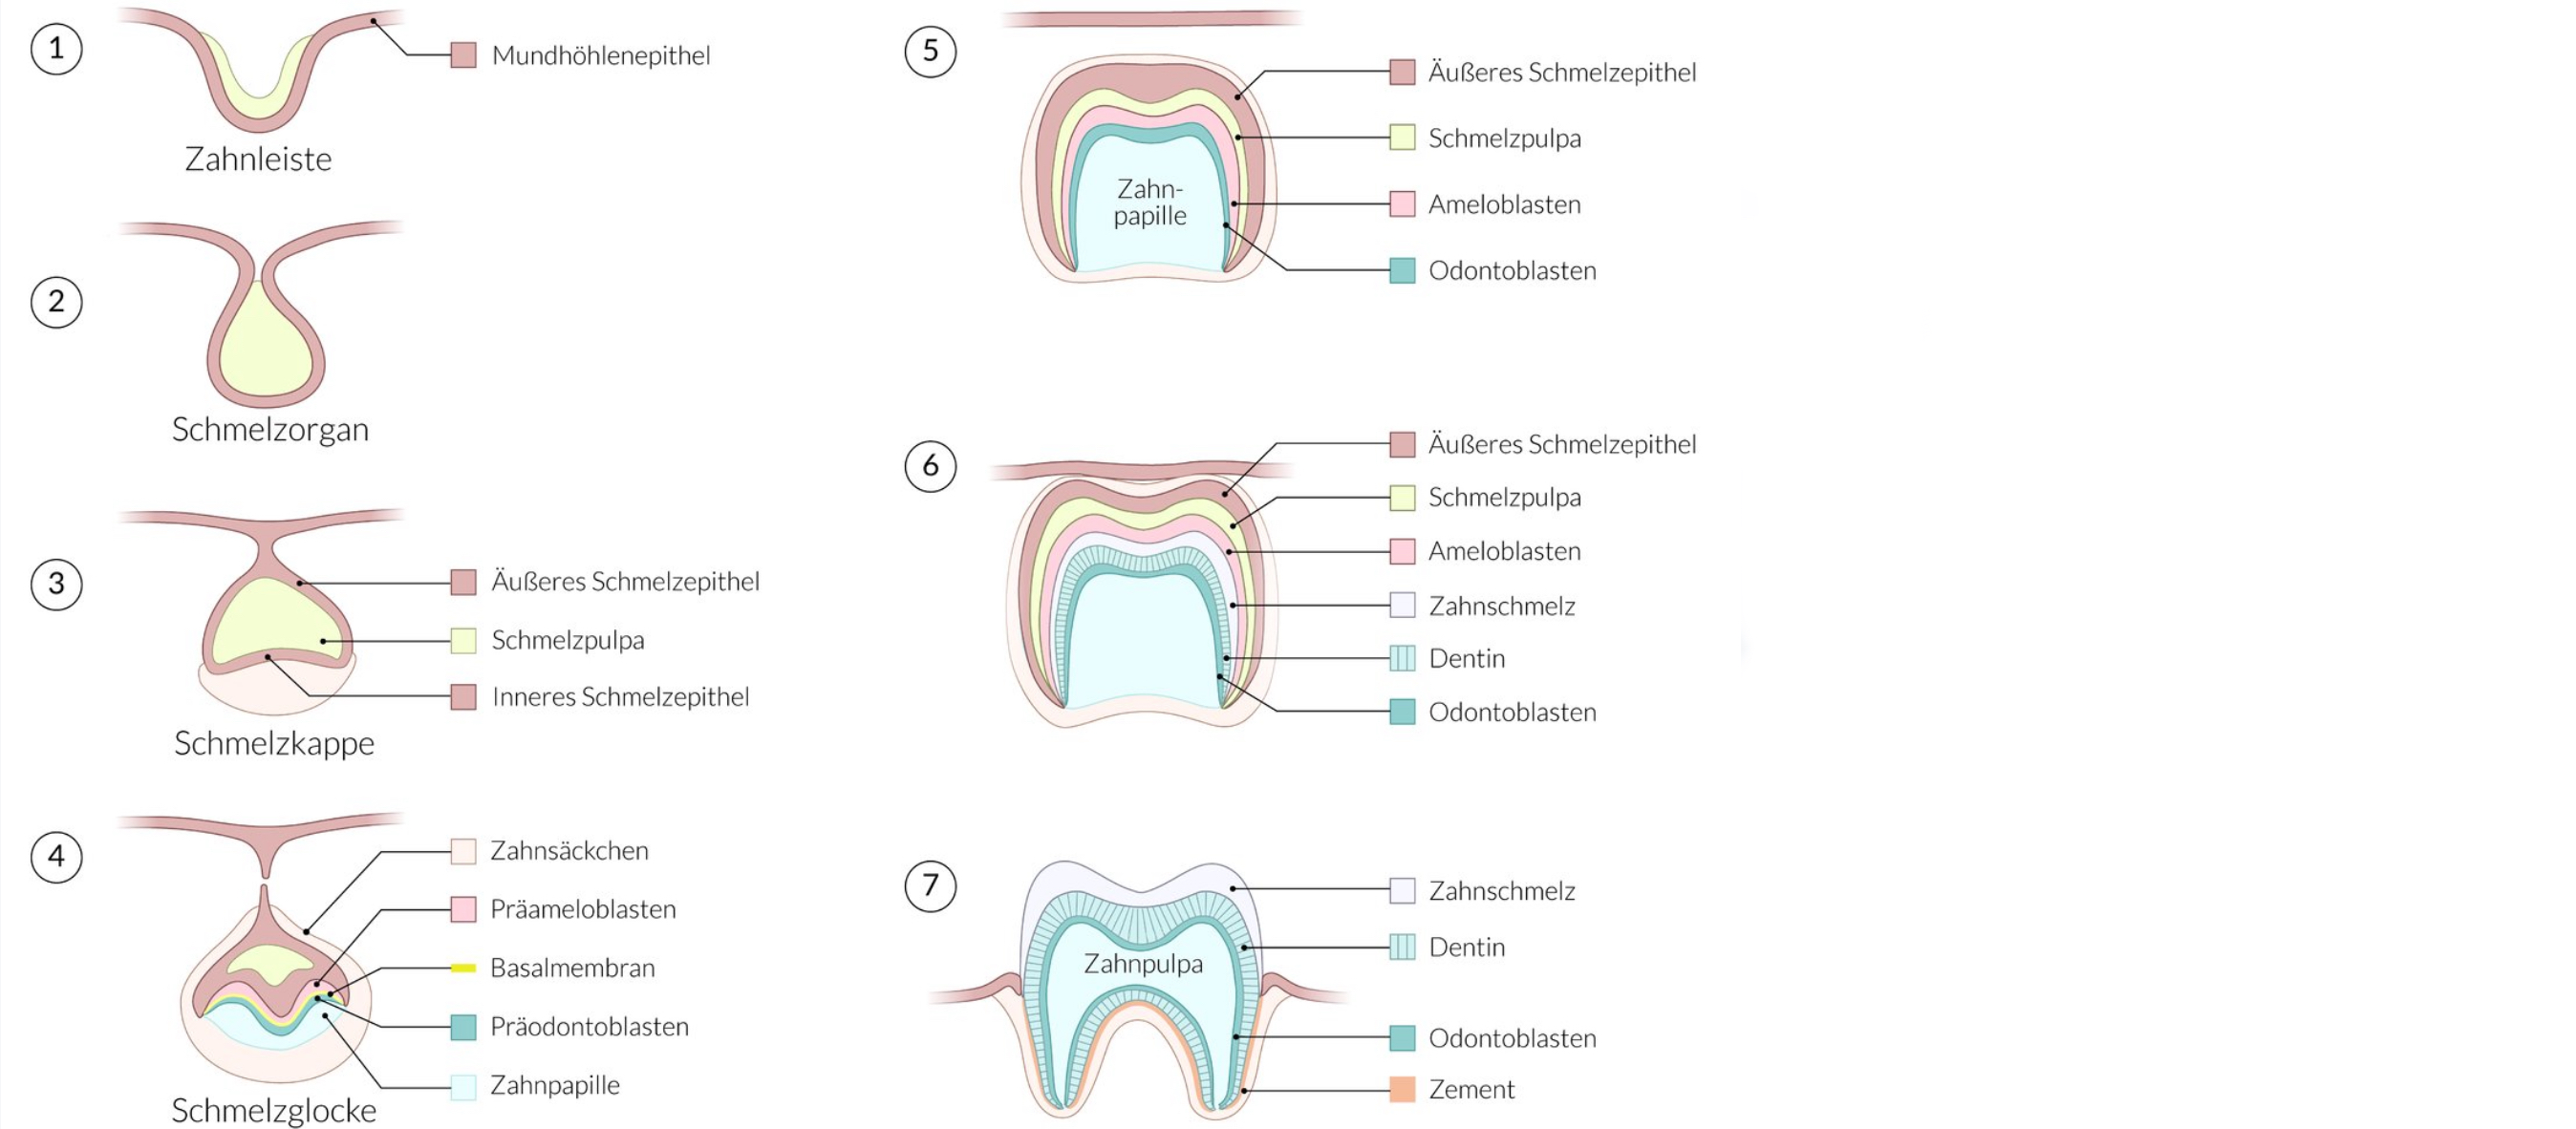 1
Mundhöhlenepithel
Zahnleiste
2
Schmelzorgan
3
Äußeres Schmelzepithel
Schmelzpulpa
Inneres Schmelzepithel
Schmelzkappe
4
Zahnsäckchen
Präameloblasten
Basalmembran
Präodontoblasten
Zahnpapille
Schmelzglocke
5
Äußeres Schmelzepithel
Schmelzpulpa
Ameloblasten
Odontoblasten
Zahn-
papille
6
Äußeres Schmelzepithel
Schmelzpulpa
Ameloblasten
Zahnschmelz
Dentin
Odontoblasten
7
Zahnschmelz
Dentin
Zahnpulpa
Odontoblasten
Zement